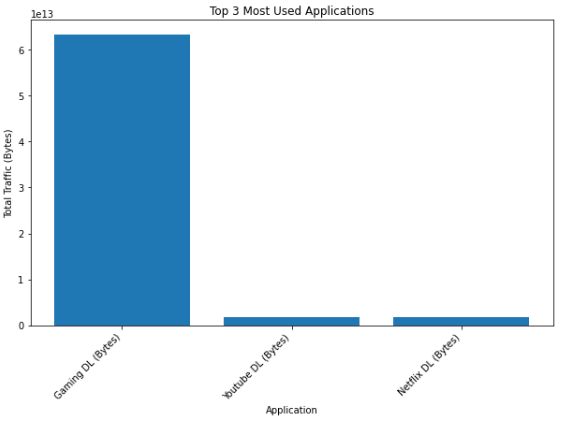 Top 3 Most Used Applications
1e13
6
5
4
3
2
1
0
Total Traffic (Bytes)
Gaming DL (Bytes)
Youtube DL (Bytes)
Netflix DL (Bytes)
Application